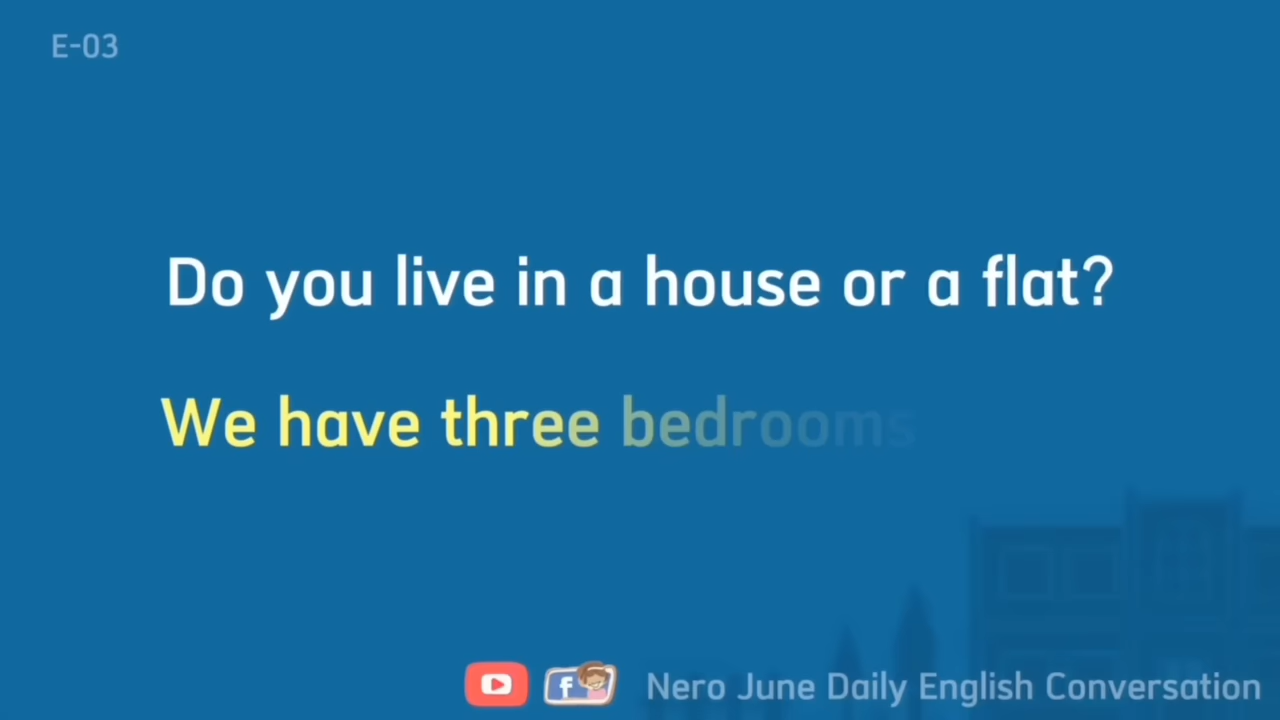 E-03
Do you live in a house or a flat?
We have three bedrooms
f
Nero June Daily English Conversation